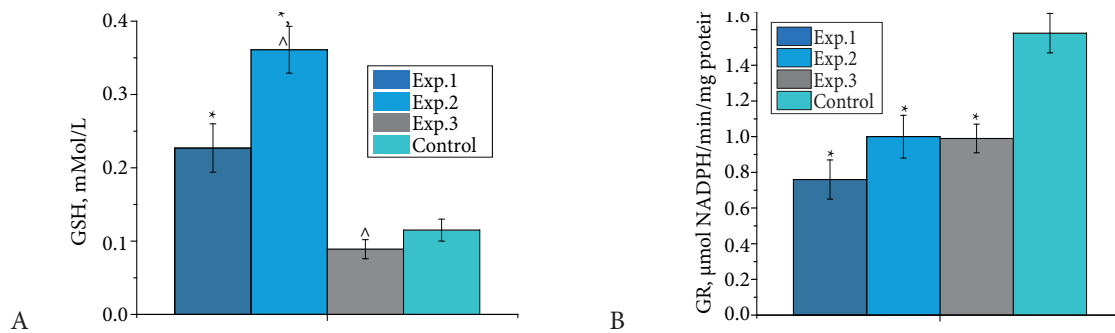 GSH, mMol/L
0.4
0.3
0.2
0.1
0.0
*
*,
^
^
Exp.1
Exp.2
Exp.3
Control
A
GR, µmol NADPH/min/mg protein
1.6
1.4
1.2
1.0
0.8
0.6
0.4
0.2
0.0
*
*
*
Exp.1
Exp.2
Exp.3
Control
B